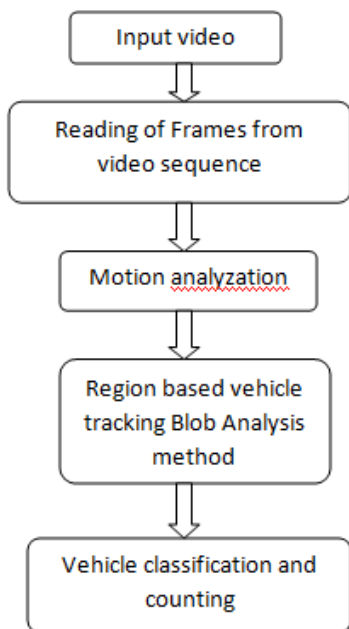 Input video
Reading of Frames from
video sequence
Motion analyzation
Region based vehicle
tracking Blob Analysis
method
Vehicle classification and
counting